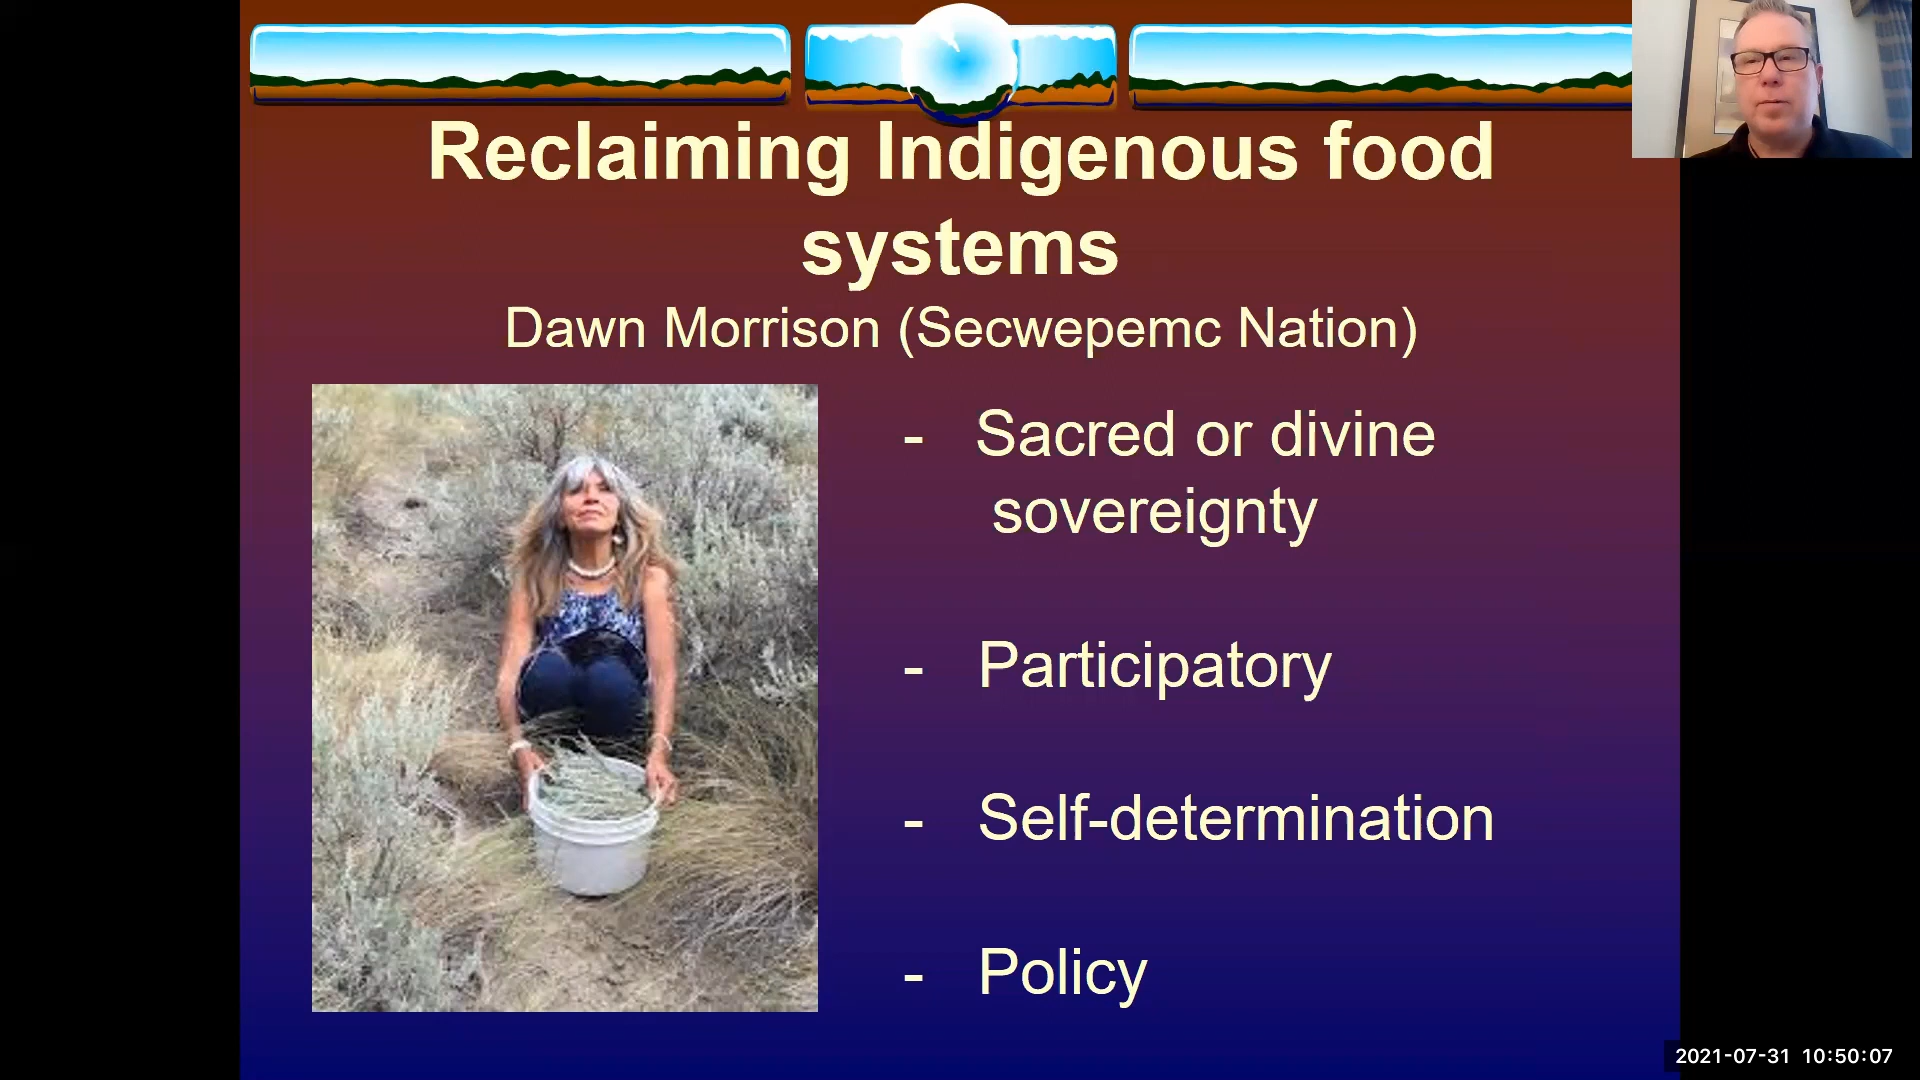 Reclaiming Indigenous food
systems
Dawn Morrison (Secwepemc Nation)
- Sacred or divine
sovereignty
- Participatory
- Self-determination
- Policy
2021-07-31 10:50:07